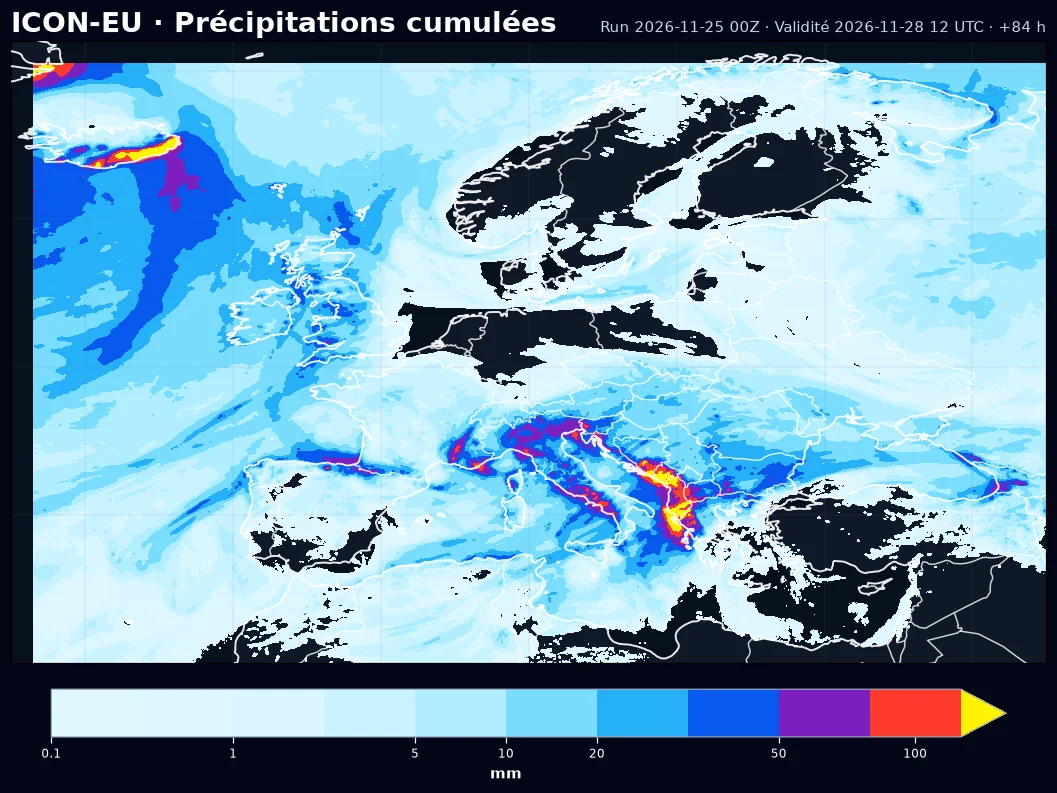 ICON-EU · Précipitations cumulées
Run 2026-11-25 00Z · Validité 2026-11-28 12 UTC · +84 h
0.1 1 5 10 20 50 100
mm